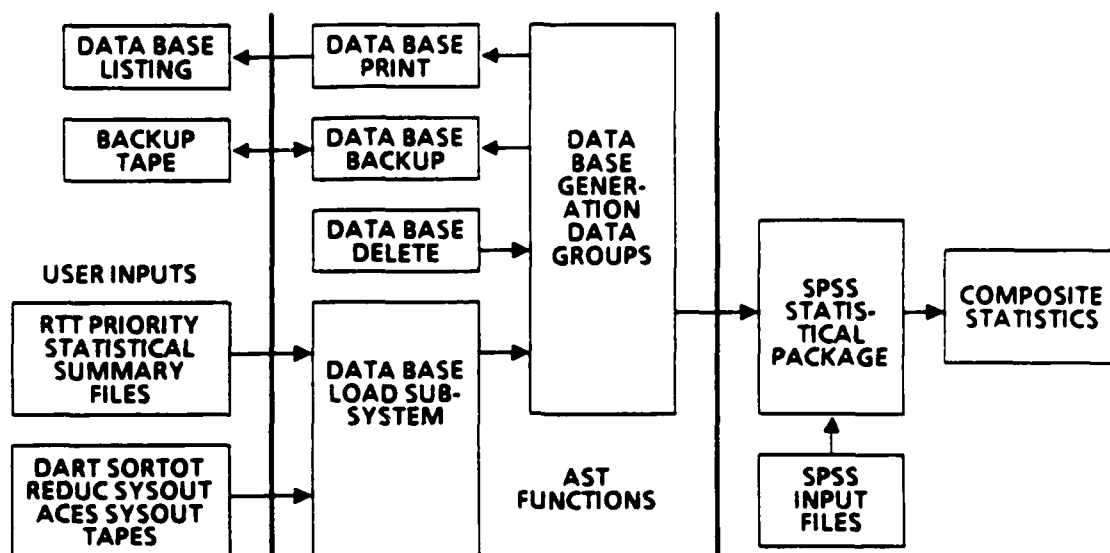 DATA BASE
LISTING
DATA BASE
PRINT
BACKUP
TAPE
DATA BASE
BACKUP
DATA BASE
DELETE
DATA
BASE
GENER-
ATION
DATA
GROUPS
USER INPUTS
RTT PRIORITY
STATISTICAL
SUMMARY
FILES
DART SORTOT
REDUC SYSOUT
ACES SYSOUT
TAPES
DATA BASE
LOAD SUB-
SYSTEM
AST
FUNCTIONS
SPSS
STATIS-
TICAL
PACKAGE
COMPOSITE
STATISTICS
SPSS
INPUT
FILES